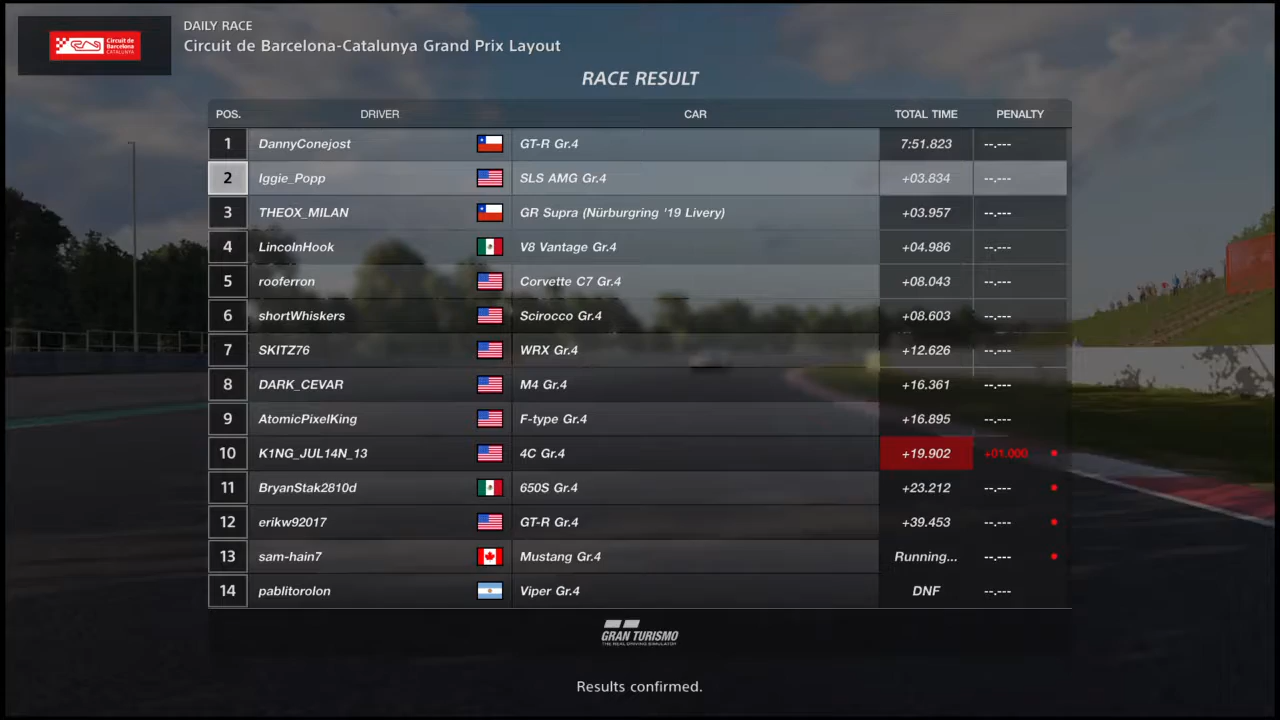 Circuit de
Barcelona
CATALUNYA
DAILY RACE
Circuit de Barcelona-Catalunya Grand Prix Layout
RACE RESULT
POS. DRIVER CAR TOTAL TIME PENALTY
1 DannyConejost GT-R Gr.4 7:51.823 --.---
2 Iggie_Popp SLS AMG Gr.4 +03.834 --.---
3 THEOX_MILAN GR Supra (Nürburgring '19 Livery) +03.957 --.---
4 LincolnHook V8 Vantage Gr.4 +04.986 --.---
5 rooferron Corvette C7 Gr.4 +08.043 --.---
6 shortWhiskers Scirocco Gr.4 +08.603 --.---
7 SKITZ76 WRX Gr.4 +12.626 --.---
8 DARK_CEVAR M4 Gr.4 +16.361 --.---
9 AtomicPixelKing F-type Gr.4 +16.895 --.---
10 K1NG_JUL14N_13 4C Gr.4 +19.902 +01.000
11 BryanStak2810d 650S Gr.4 +23.212 --.---
12 erikw92017 GT-R Gr.4 +39.453 --.---
13 sam-hain7 Mustang Gr.4 Running... --.---
14 pablitorolon Viper Gr.4 DNF --.---
GRAN TURISMO
THE REAL DRIVING SIMULATOR
Results confirmed.